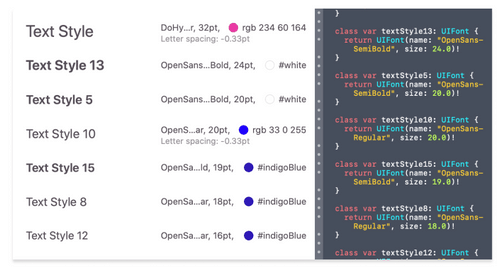 Text Style
DoHy...r, 32pt, rgb 234 60 164
Letter spacing: -0.33pt
Text Style 13
OpenSans...Bold, 24pt, #white
Text Style 5
OpenSans...Bold, 20pt, #white
Text Style 10
OpenS...ar, 20pt, rgb 33 0 255
Letter spacing: -0.33pt
Text Style 15
OpenSa...ld, 19pt, #indigoBlue
Text Style 8
OpenSa...ar, 18pt, #indigoBlue
Text Style 12
OpenSa...ar, 16pt, #indigoBlue
}
class var textStyle13: UIFont {
return UIFont(name: "OpenSans-
SemiBold", size: 24.0)!
}
class var textStyle5: UIFont {
return UIFont(name: "OpenSans-
SemiBold", size: 20.0)!
}
class var textStyle10: UIFont {
return UIFont(name: "OpenSans-
Regular", size: 20.0)!
}
class var textStyle15: UIFont {
return UIFont(name: "OpenSans-
SemiBold", size: 19.0)!
}
class var textStyle8: UIFont {
return UIFont(name: "OpenSans-
Regular", size: 18.0)!
}
class var textStyle12: UIFont {